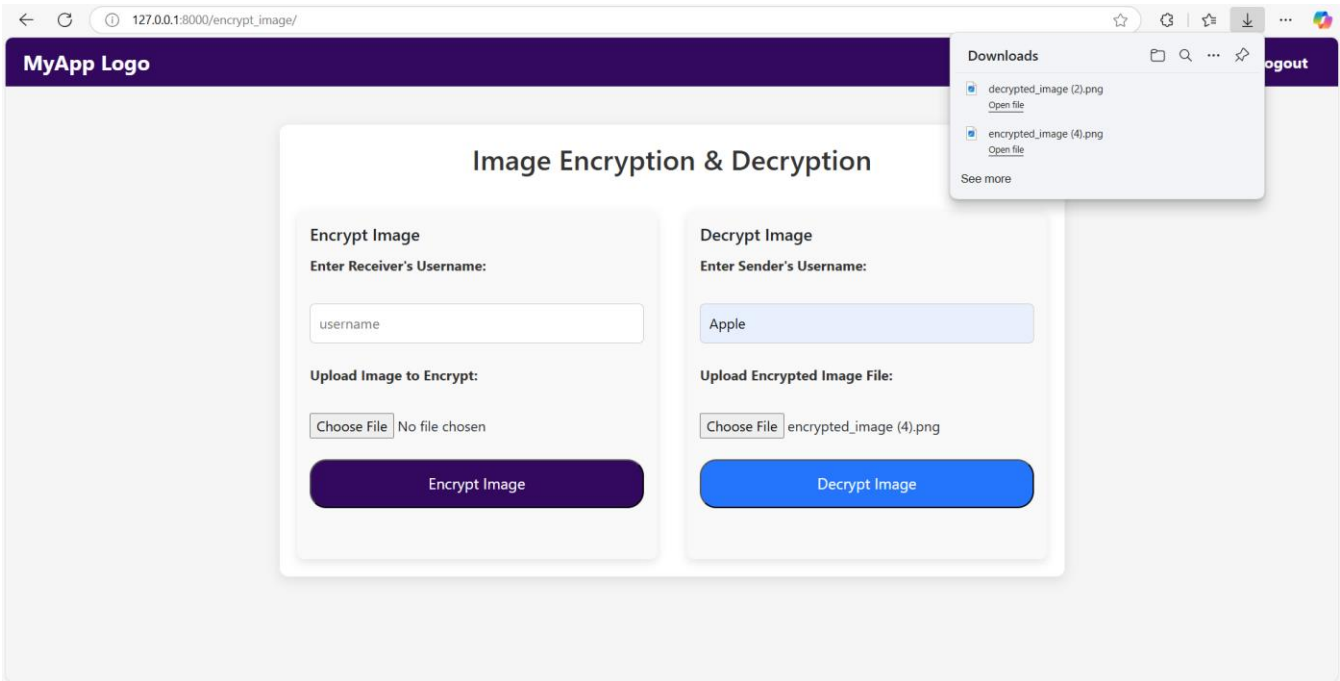 127.0.0.1:8000/encrypt_image/
MyApp Logo
ogout
Downloads
decrypted_image (2).png
Open file
encrypted_image (4).png
Open file
See more
Image Encryption & Decryption
Encrypt Image
Enter Receiver's Username:
username
Upload Image to Encrypt:
Choose File No file chosen
Encrypt Image
Decrypt Image
Enter Sender's Username:
Apple
Upload Encrypted Image File:
Choose File encrypted_image (4).png
Decrypt Image